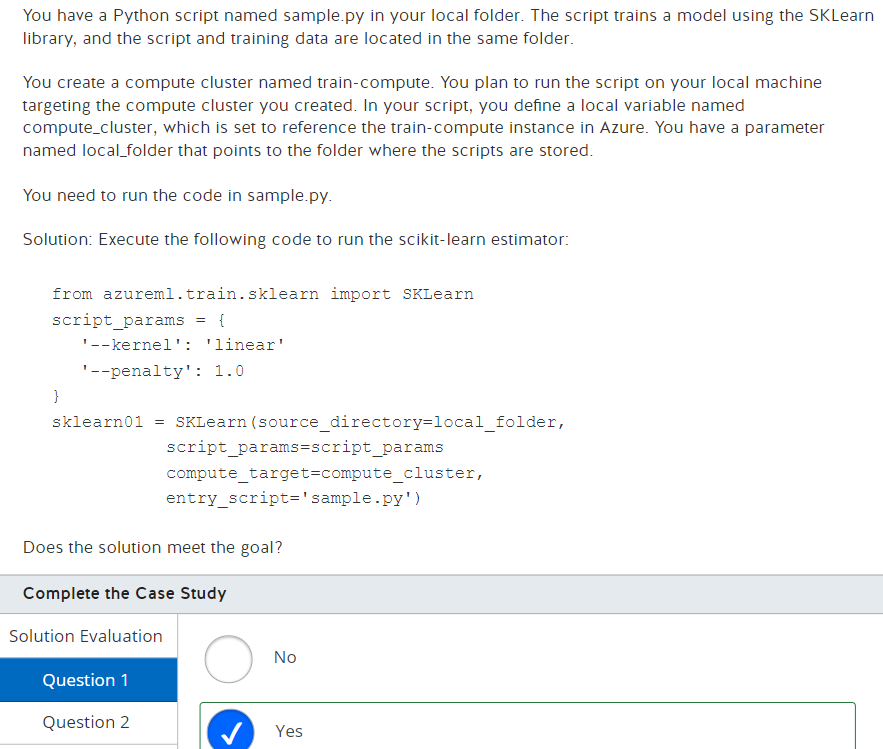 You have a Python script named sample.py in your local folder. The script trains a model using the SKLearn
library, and the script and training data are located in the same folder.
You create a compute cluster named train-compute. You plan to run the script on your local machine
targeting the compute cluster you created. In your script, you define a local variable named
compute_cluster, which is set to reference the train-compute instance in Azure. You have a parameter
named local_folder that points to the folder where the scripts are stored.
You need to run the code in sample.py.
Solution: Execute the following code to run the scikit-learn estimator:
from azureml.train.sklearn import SKLearn
script_params = {
'--kernel': 'linear'
'--penalty': 1.0
}
sklearn01 = SKLearn(source_directory=local_folder,
script_params=script_params
compute_target=compute_cluster,
entry_script='sample.py')
Does the solution meet the goal?
Complete the Case Study
Solution Evaluation
No
Question 1
Question 2
Yes